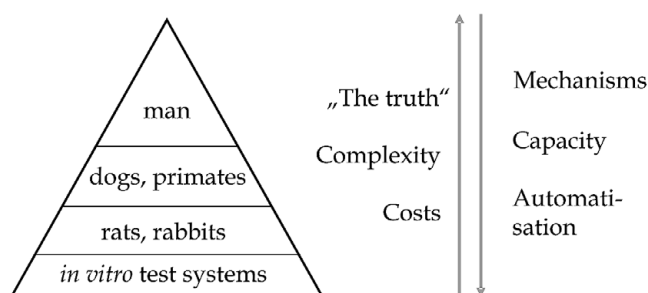 man
dogs, primates
rats, rabbits
in vitro test systems
„The truth“
Complexity
Costs
Mechanisms
Capacity
Automati-
sation